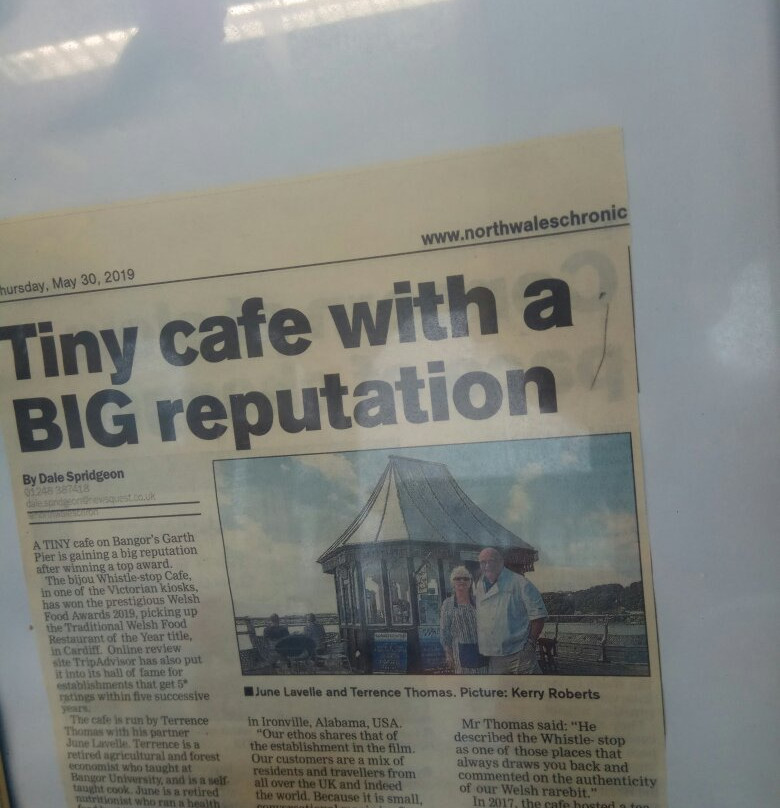 www.northwaleschronic
hursday, May 30, 2019
Tiny cafe with a
BIG reputation
By Dale Spridgeon
01248 387418
dale.spridgeon@newsquest.co.uk
A TINY cafe on Bangor's Garth
Pier is gaining a big reputation
after winning a top award.
The bijou Whistle-stop Cafe,
in one of the Victorian kiosks,
has won the prestigious Welsh
Food Awards 2019, picking up
the Traditional Welsh Food
Restaurant of the Year title,
in Cardiff. Online review
site TripAdvisor has also put
it into its hall of fame for
establishments that get 5*
ratings within five successive
years.
The cafe is run by Terrence
Thomas with his partner
June Lavelle. Terrence is a
retired agricultural and forest
economist who taught at
Bangor University, and is a self-
taught cook. June is a retired
nutritionist who ran a health
■June Lavelle and Terrence Thomas. Picture: Kerry Roberts
in Ironville, Alabama, USA.
"Our ethos shares that of
the establishment in the film.
Our customers are a mix of
residents and travellers from
all over the UK and indeed
the world. Because it is small,
Mr Thomas said: "He
described the Whistle- stop
as one of those places that
always draws you back and
commented on the authenticity
of our Welsh rarebit."
In 2017, the cafe hosted a